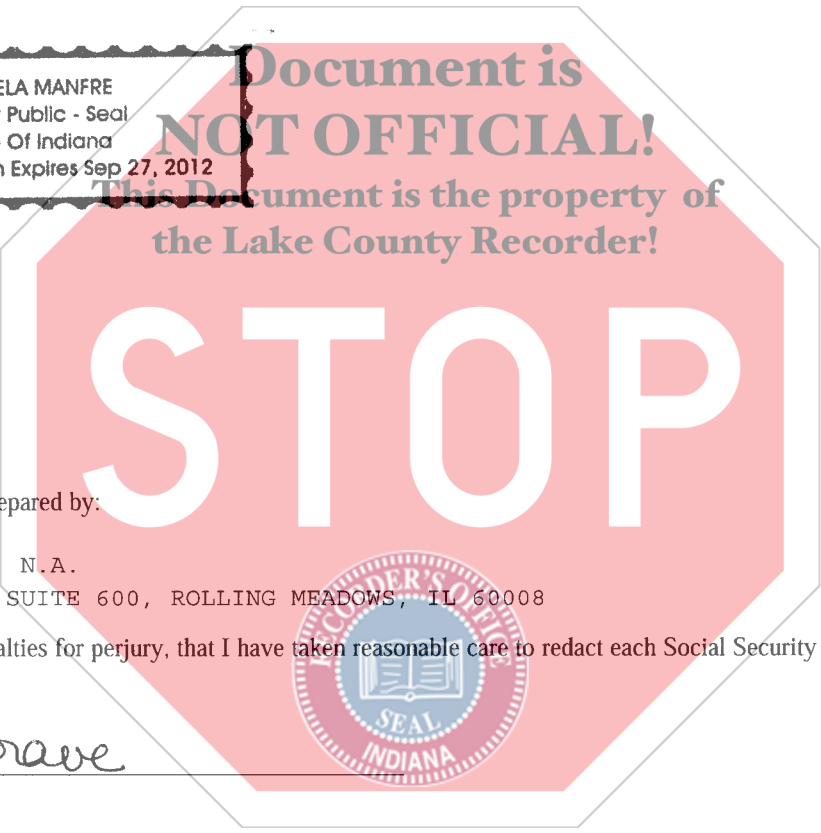 Document is
ELA MANFRE
Public - Seal
NOT OFFICIAL!
Of Indiana
Expires Sep 27, 2012
This Document is the property of
the Lake County Recorder!
STOP
epared by:
N.A.
SUITE 600, ROLLING MEADOWS, IL 60008
alties for perjury, that I have taken reasonable care to redact each Social Security
RECORDER'S OFFICE
SEAL
INDIANA